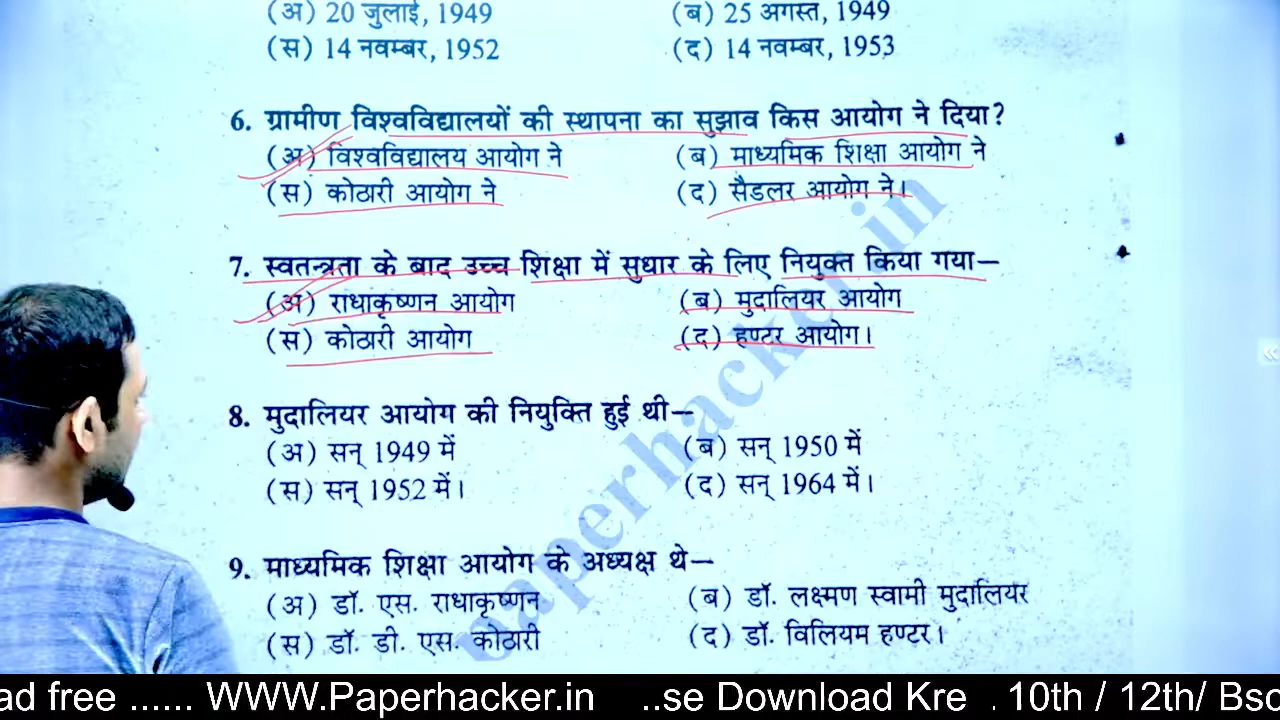 (अ) 20 जुलाई, 1949 (ब) 25 अगस्त, 1949
(स) 14 नवम्बर, 1952 (द) 14 नवम्बर, 1953
6. ग्रामीण विश्वविद्यालयों की स्थापना का सुझाव किस आयोग ने दिया?
(अ) विश्वविद्यालय आयोग ने (ब) माध्यमिक शिक्षा आयोग ने
(स) कोठारी आयोग ने (द) सैडलर आयोग ने।
7. स्वतन्त्रता के बाद उच्च शिक्षा में सुधार के लिए नियुक्त किया गया–
(अ) राधाकृष्णन आयोग (ब) मुदालियर आयोग
(स) कोठारी आयोग (द) हण्टर आयोग।
8. मुदालियर आयोग की नियुक्ति हुई थी–
(अ) सन् 1949 में (ब) सन् 1950 में
(स) सन् 1952 में। (द) सन् 1964 में।
9. माध्यमिक शिक्षा आयोग के अध्यक्ष थे–
(अ) डॉ. एस. राधाकृष्णन (ब) डॉ. लक्ष्मण स्वामी मुदालियर
(स) डॉ. डी. एस. कोठारी (द) डॉ. विलियम हण्टर।
paperhacker.in
ad free ...... WWW.Paperhacker.in ..se Download Kre . 10th / 12th/ Bsc